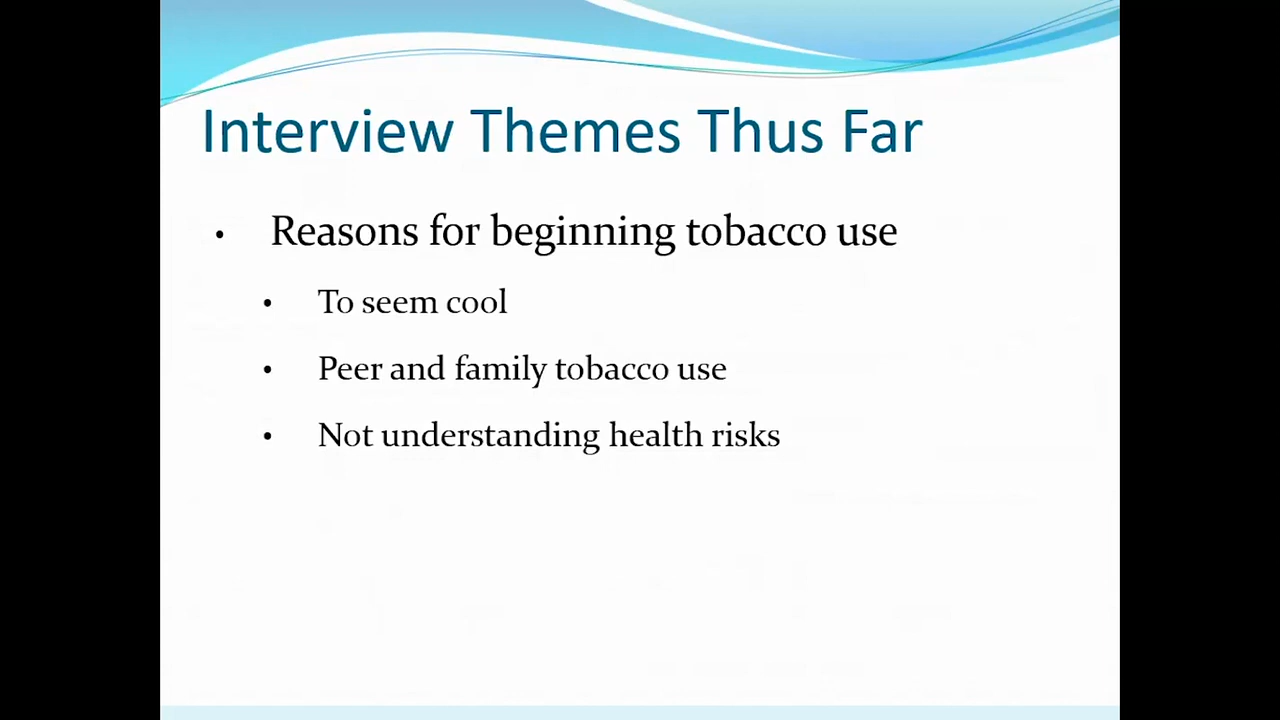 Interview Themes Thus Far
• Reasons for beginning tobacco use
• To seem cool
• Peer and family tobacco use
• Not understanding health risks